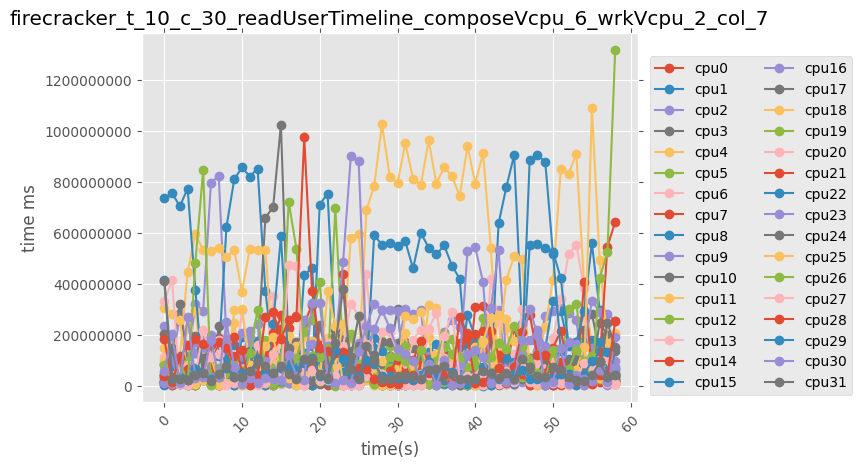 firecracker_t_10_c_30_readUserTimeline_composeVcpu_6_wrkVcpu_2_col_7
time ms
1200000000
1000000000
800000000
600000000
400000000
200000000
0
0
10
20
30
40
50
60
time(s)
cpu0
cpu1
cpu2
cpu3
cpu4
cpu5
cpu6
cpu7
cpu8
cpu9
cpu10
cpu11
cpu12
cpu13
cpu14
cpu15
cpu16
cpu17
cpu18
cpu19
cpu20
cpu21
cpu22
cpu23
cpu24
cpu25
cpu26
cpu27
cpu28
cpu29
cpu30
cpu31